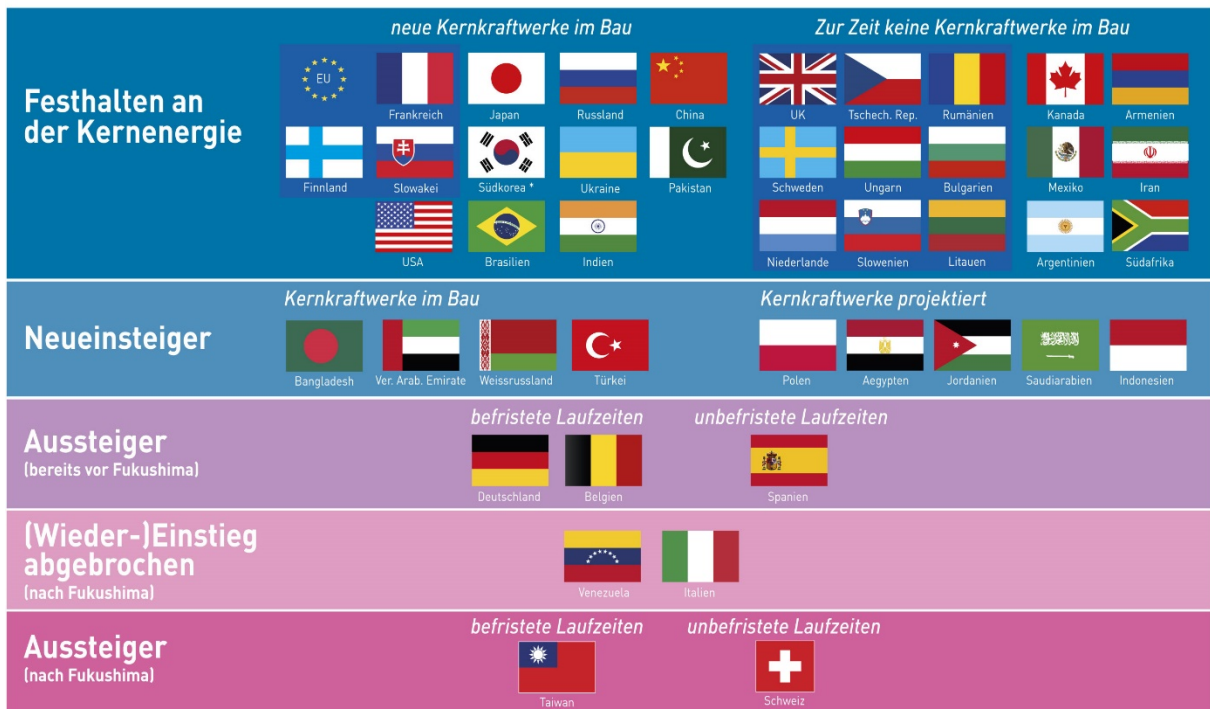 neue Kernkraftwerke im Bau
Zur Zeit keine Kernkraftwerke im Bau
Festhalten an
der Kernenergie
EU
Frankreich
Japan
Russland
China
UK
Tschech. Rep.
Rumänien
Kanada
Armenien
Finnland
Slowakei
Südkorea *
Ukraine
Pakistan
Schweden
Ungarn
Bulgarien
Mexiko
Iran
USA
Brasilien
Indien
Niederlande
Slowenien
Litauen
Argentinien
Südafrika
Neueinsteiger
Kernkraftwerke im Bau
Kernkraftwerke projektiert
Bangladesh
Ver. Arab. Emirate
Weissrussland
Türkei
Polen
Aegypten
Jordanien
Saudiarabien
Indonesien
Aussteiger
(bereits vor Fukushima)
befristete Laufzeiten
unbefristete Laufzeiten
Deutschland
Belgien
Spanien
(Wieder-)Einstieg
abgebrochen
(nach Fukushima)
Venezuela
Italien
Aussteiger
(nach Fukushima)
befristete Laufzeiten
unbefristete Laufzeiten
Taiwan
Schweiz